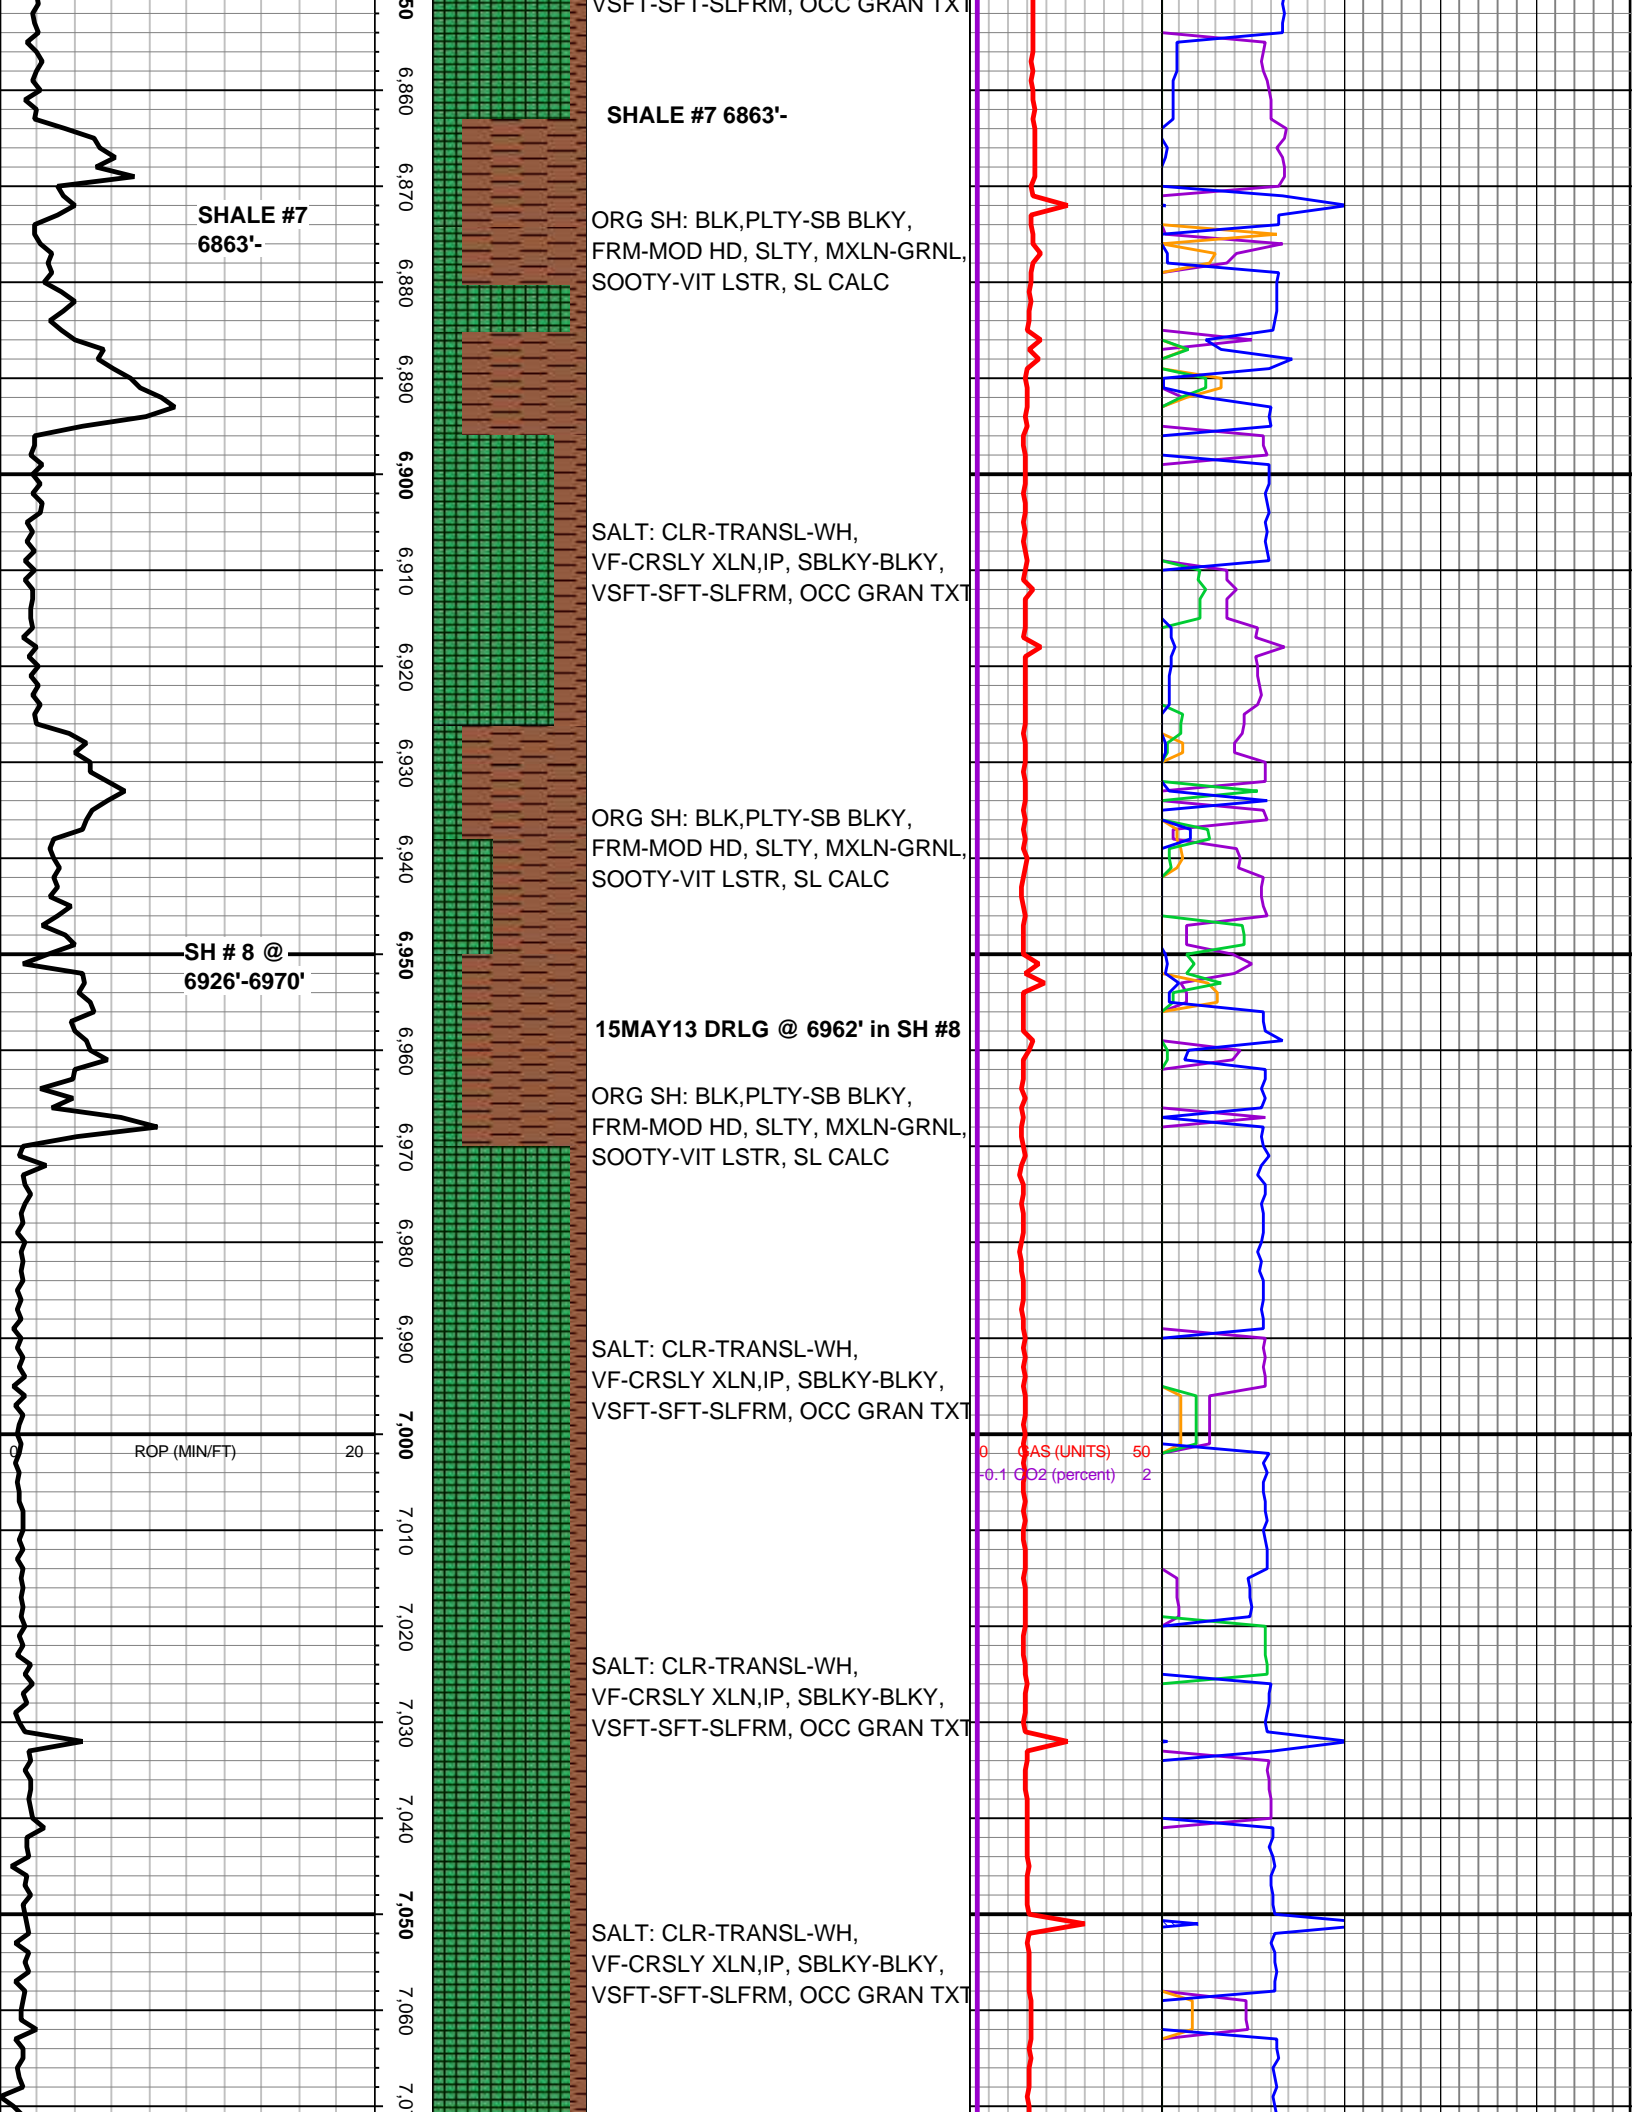 50
VSFT-SFT-SLFRM, OCC GRAN TXT
6,860
SHALE #7 6863'-
6,870
SHALE #7
6863'-
ORG SH: BLK,PLTY-SB BLKY,
FRM-MOD HD, SLTY, MXLN-GRNL,
SOOTY-VIT LSTR, SL CALC
6,880
6,890
6,900
SALT: CLR-TRANSL-WH,
VF-CRSLY XLN,IP, SBLKY-BLKY,
VSFT-SFT-SLFRM, OCC GRAN TXT
6,910
6,920
6,930
ORG SH: BLK,PLTY-SB BLKY,
FRM-MOD HD, SLTY, MXLN-GRNL,
SOOTY-VIT LSTR, SL CALC
6,940
6,950
SH # 8 @
6926'-6970'
15MAY13 DRLG @ 6962' in SH #8
6,960
ORG SH: BLK,PLTY-SB BLKY,
FRM-MOD HD, SLTY, MXLN-GRNL,
SOOTY-VIT LSTR, SL CALC
6,970
6,980
6,990
SALT: CLR-TRANSL-WH,
VF-CRSLY XLN,IP, SBLKY-BLKY,
VSFT-SFT-SLFRM, OCC GRAN TXT
7,000
0 ROP (MIN/FT) 20
0 GAS (UNITS) 50
-0.1 CO2 (percent) 2
7,010
7,020
SALT: CLR-TRANSL-WH,
VF-CRSLY XLN,IP, SBLKY-BLKY,
VSFT-SFT-SLFRM, OCC GRAN TXT
7,030
7,040
7,050
SALT: CLR-TRANSL-WH,
VF-CRSLY XLN,IP, SBLKY-BLKY,
VSFT-SFT-SLFRM, OCC GRAN TXT
7,060